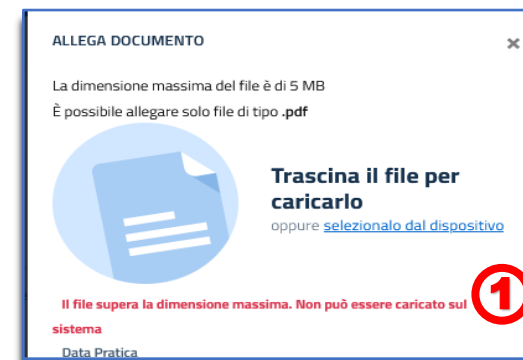 ALLEGA DOCUMENTO ×
La dimensione massima del file è di 5 MB
È possibile allegare solo file di tipo .pdf
Trascina il file per
caricarlo
oppure selezionalo dal dispositivo
Il file supera la dimensione massima. Non può essere caricato sul
sistema
1
Data Pratica